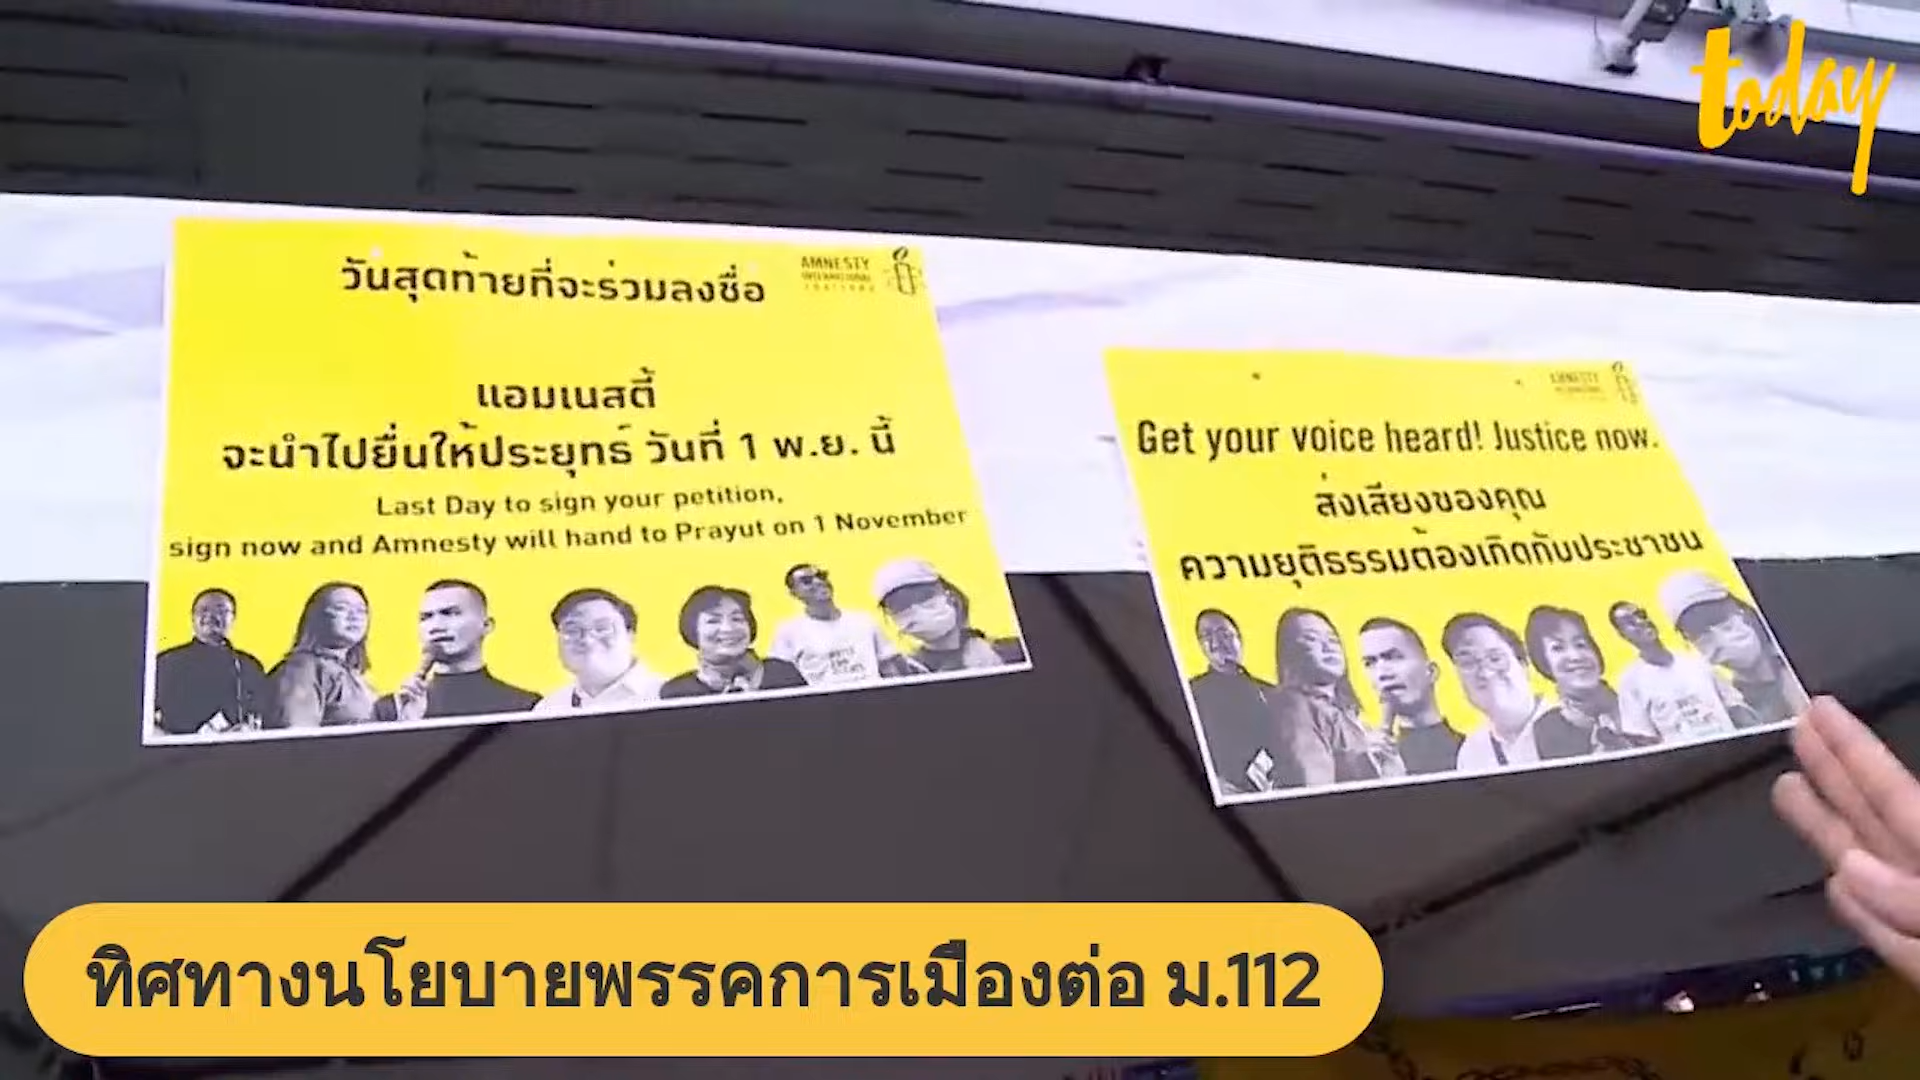 today
วันสุดท้ายที่จะร่วมลงชื่อ
AMNESTY
INTERNATIONAL
แอมเนสตี้
จะนำไปยื่นให้ประยุทธ์ วันที่ 1 พ.ย. นี้
Last Day to sign your petition,
sign now and Amnesty will hand to Prayut on 1 November
AMNESTY
Get your voice heard! Justice now.
ส่งเสียงของคุณ
ความยุติธรรมต้องเกิดกับประชาชน
ทิศทางนโยบายพรรคการเมืองต่อ ม.112